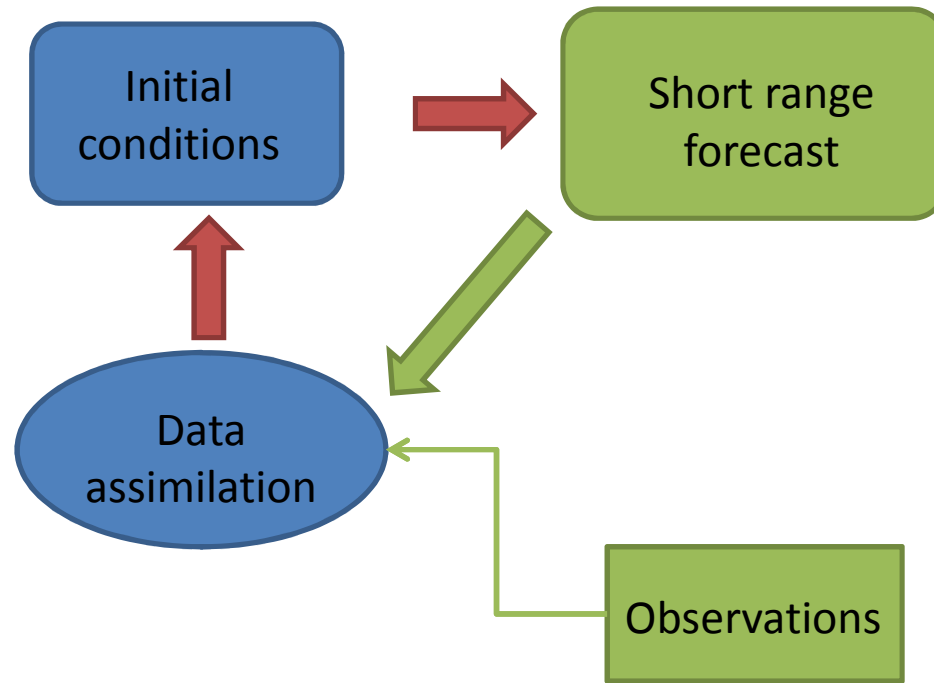 Initial
conditions
Short range
forecast
Data
assimilation
Observations